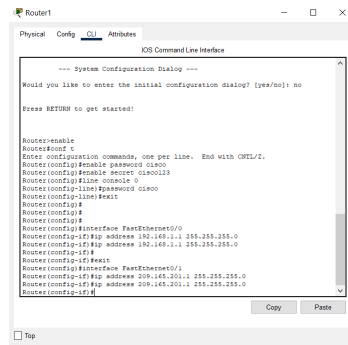 Router1
Physical Config CLI Attributes
IOS Command Line Interface
--- System Configuration Dialog ---
Would you like to enter the initial configuration dialog? [yes/no]: no
Press RETURN to get started!
Router>enable
Router#conf t
Enter configuration commands, one per line. End with CNTL/Z.
Router(config)#enable password cisco
Router(config)#enable secret cisco123
Router(config)#line console 0
Router(config-line)#password cisco
Router(config-line)#exit
Router(config)#
Router(config)#
Router(config)#
Router(config)#interface FastEthernet0/0
Router(config-if)#ip address 192.168.1.1 255.255.255.0
Router(config-if)#ip address 192.168.1.1 255.255.255.0
Router(config-if)#
Router(config-if)#exit
Router(config)#interface FastEthernet0/1
Router(config-if)#ip address 209.165.201.1 255.255.255.0
Router(config-if)#ip address 209.165.201.1 255.255.255.0
Router(config-if)#
Copy Paste
Top